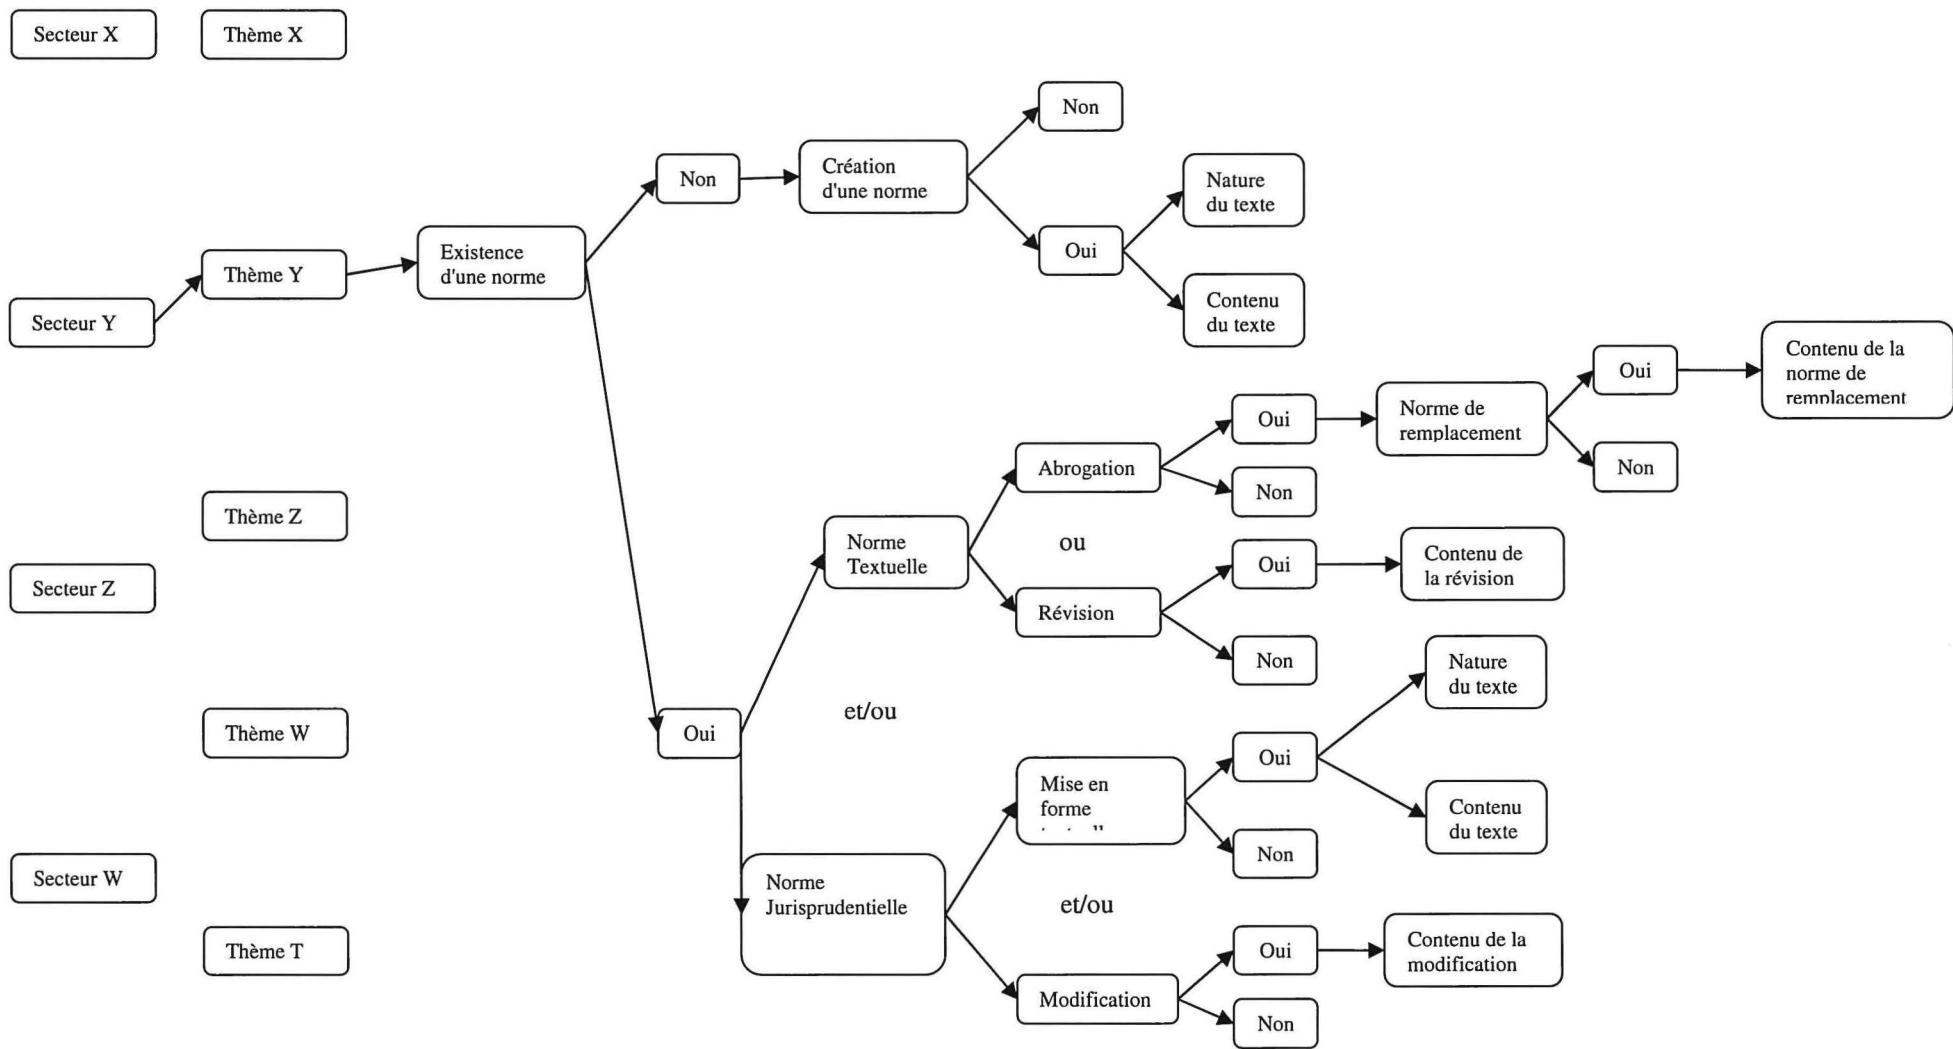 Secteur X
Thème X
Non
Non
Création
d'une norme
Nature
du texte
Oui
Existence
d'une norme
Thème Y
Secteur Y
Contenu
du texte
Contenu de la
norme de
remplacement
Oui
Norme de
remplacement
Oui
Abrogation
Non
Non
Thème Z
Norme
Textuelle
ou
Oui
Contenu de
la révision
Secteur Z
Révision
Non
Nature
du texte
et/ou
Thème W
Oui
Oui
Mise en
forme
Contenu
du texte
Non
Secteur W
Norme
Jurisprudentielle
et/ou
Thème T
Oui
Contenu de la
modification
Modification
Non